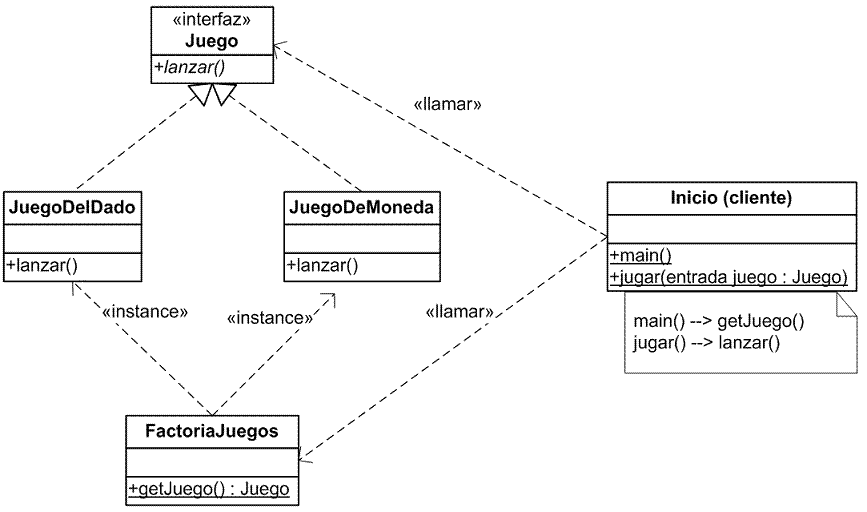 «interfaz»
Juego
+lanzar()
«llamar»
JuegoDelDado
+lanzar()
JuegoDeMoneda
+lanzar()
Inicio (cliente)
+main()
+jugar(entrada juego : Juego)
«instance»
«instance»
«llamar»
main() --> getJuego()
jugar() --> lanzar()
FactoriaJuegos
+getJuego() : Juego